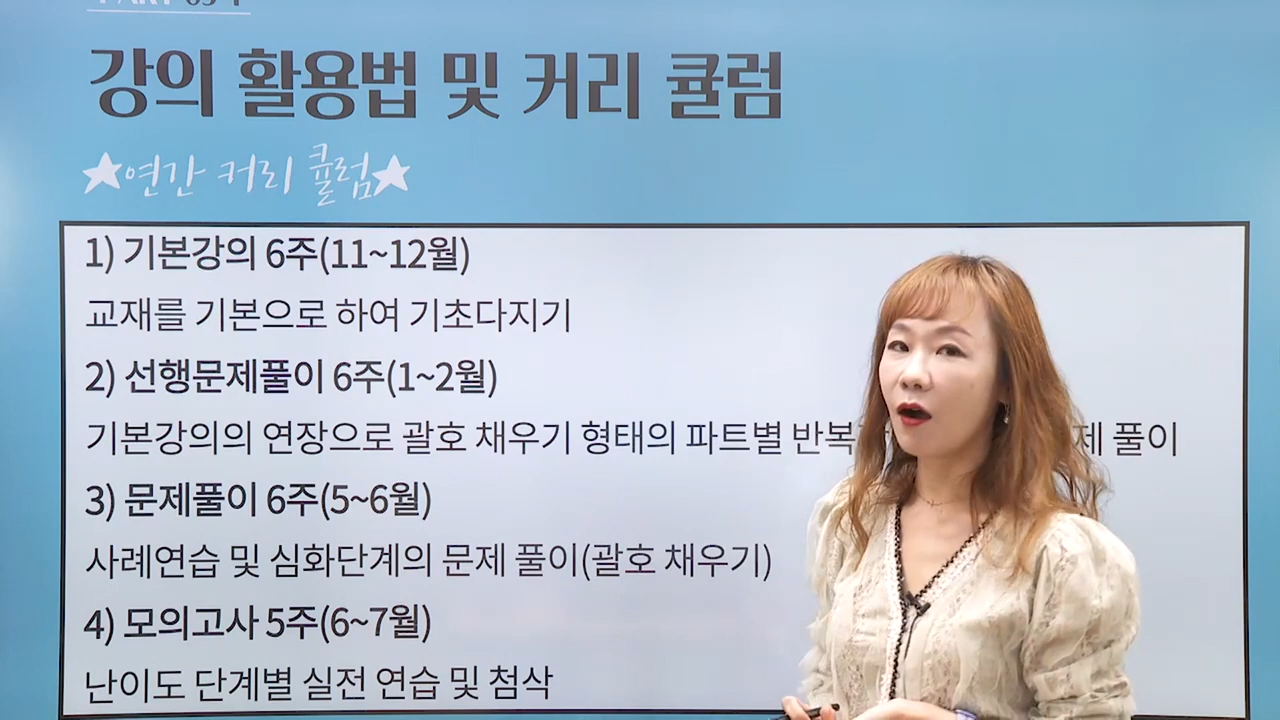 강의 활용법 및 커리 큘럼
★연간 커리 큘럼★
1) 기본강의 6주(11~12월)
교재를 기본으로 하여 기초다지기
2) 선행문제풀이 6주(1~2월)
기본강의의 연장으로 괄호 채우기 형태의 파트별 반복 풀이
3) 문제풀이 6주(5~6월)
사례연습 및 심화단계의 문제 풀이(괄호 채우기)
4) 모의고사 5주(6~7월)
난이도 단계별 실전 연습 및 첨삭